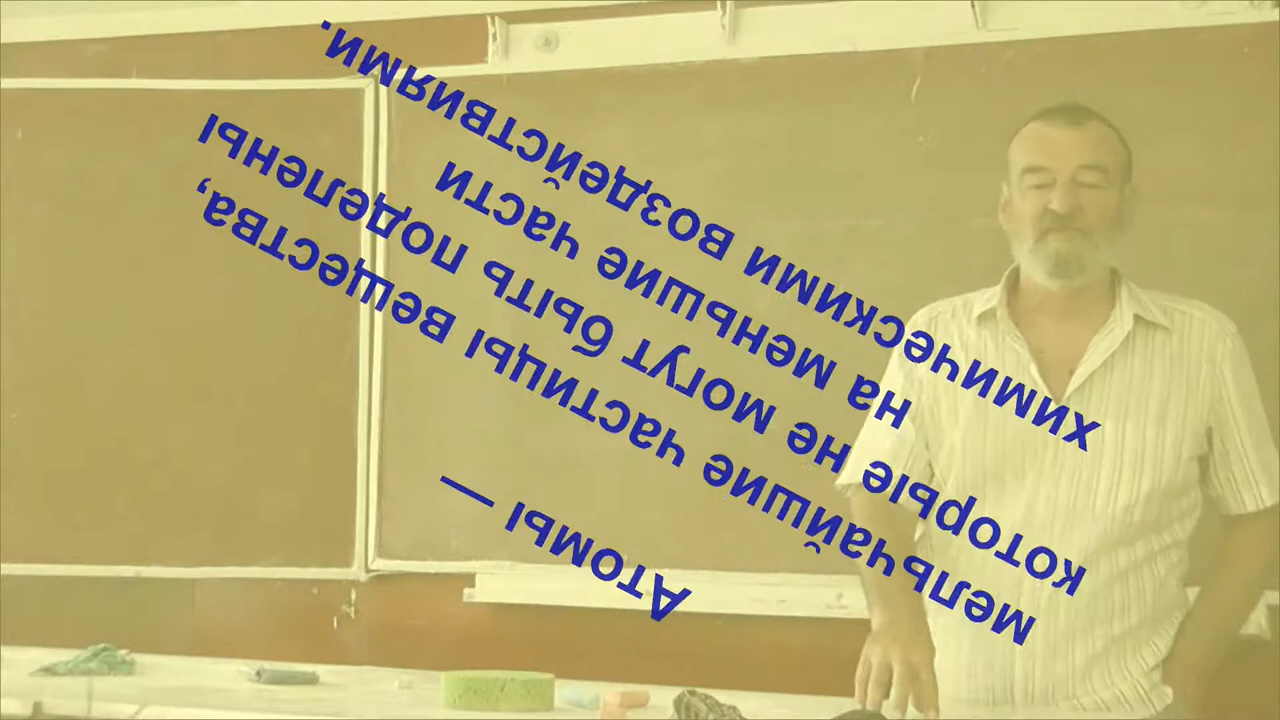 Атомы —
мельчайшие частицы вещества,
которые не могут быть поделены
на меньшие части
химическими воздействиями.